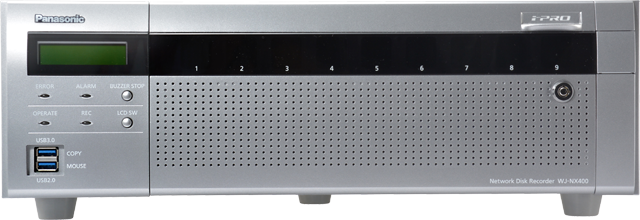 Panasonic
i-PRO
1 2 3 4 5 6 7 8 9
ERROR ALARM BUZZER STOP
OPERATE REC LCD SW
USB3.0
COPY
MOUSE
USB2.0
Network Disk Recorder WJ-NX400